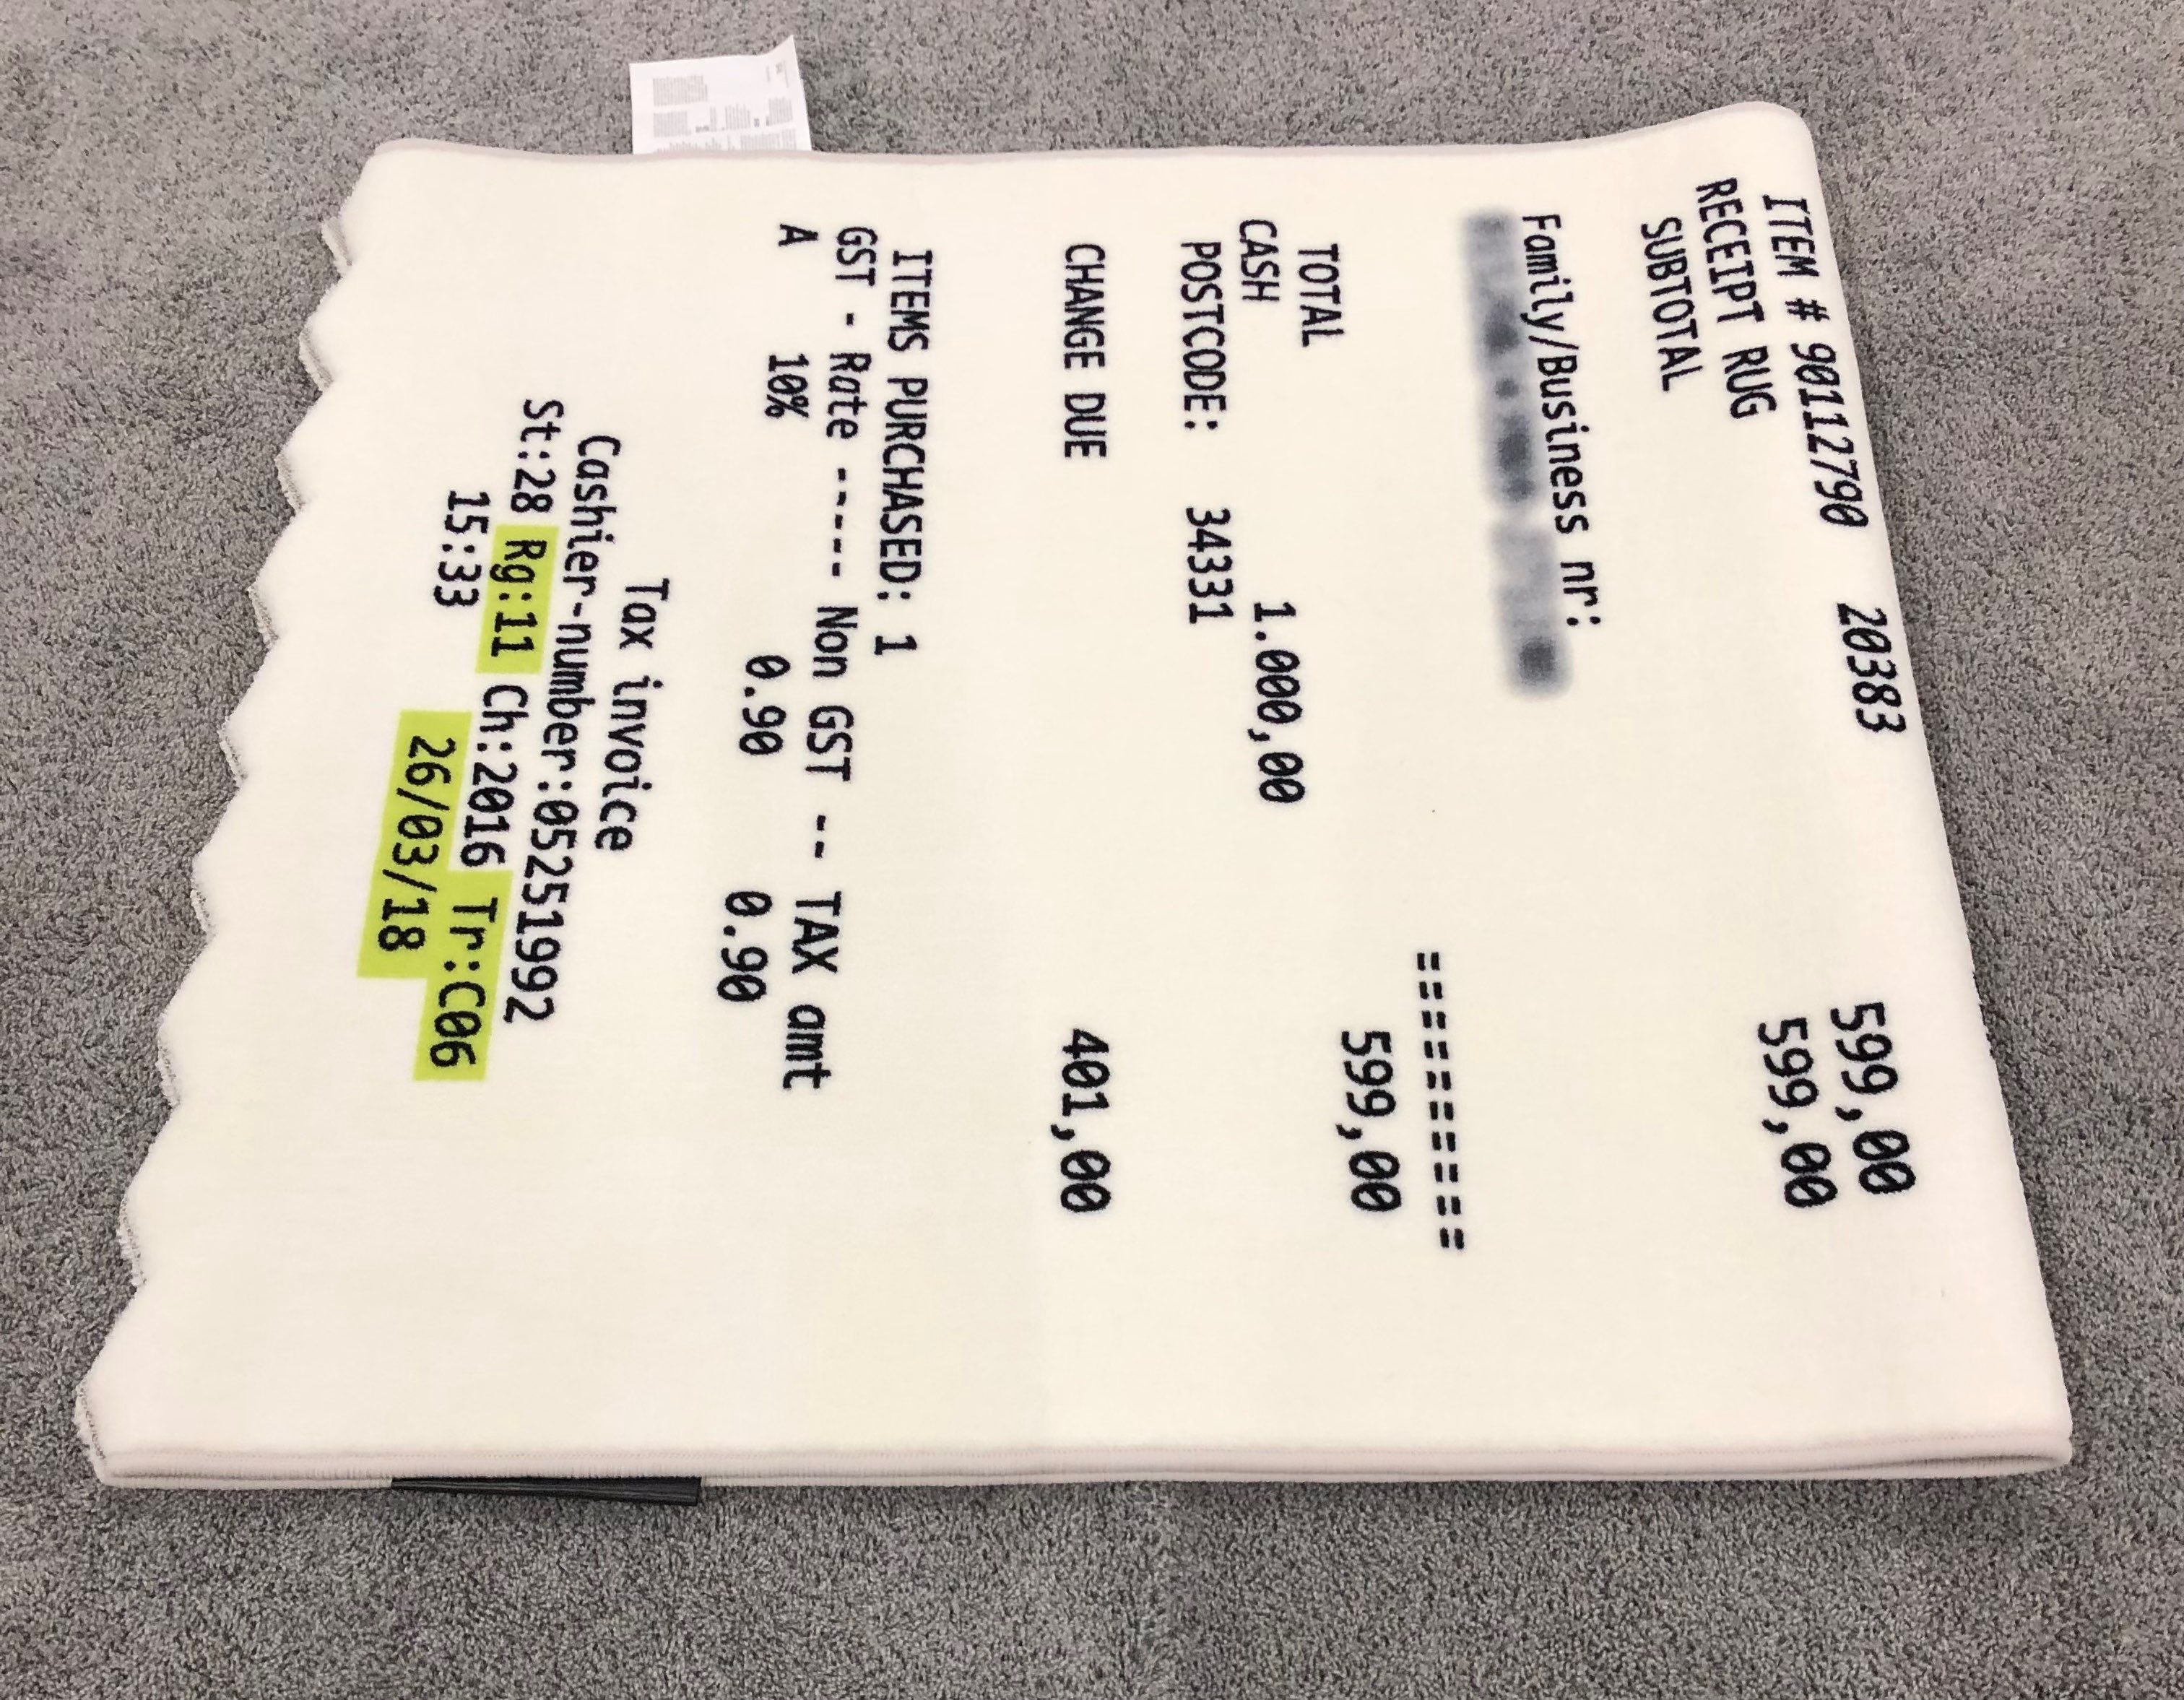 ITEM # 90112790 20383
RECEIPT RUG 599,00
SUBTOTAL 599,00
Family/Business nr:
==========
TOTAL 599,00
CASH 1.000,00
POSTCODE: 34331
CHANGE DUE 401,00
ITEMS PURCHASED: 1
GST - Rate ----- Non GST -- TAX amt
A 10% 0.90 0.90
Tax invoice
Cashier-number:05251992
St:28 Rg:11 Ch:2016 Tr:C06
15:33 26/03/18